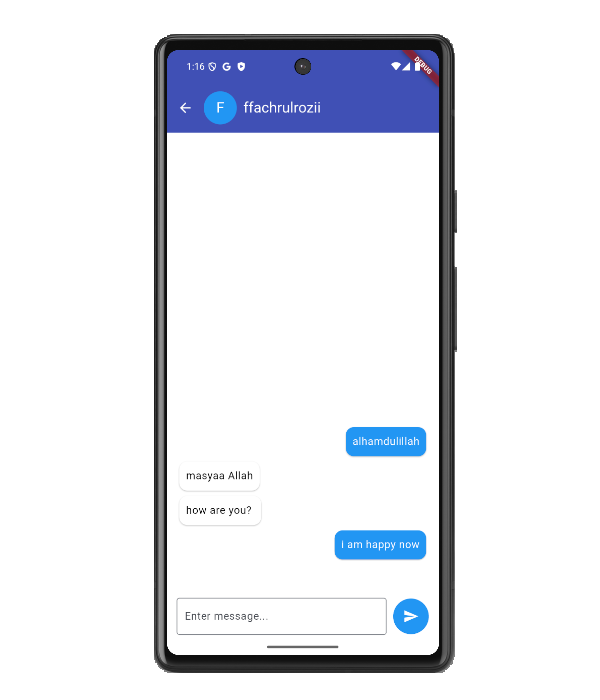 1:16
DEBUG
F ffachrulrozii
alhamdulillah
masyaa Allah
how are you?
i am happy now
Enter message...